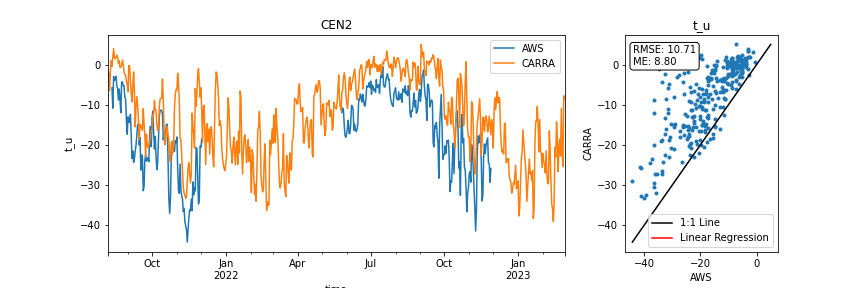 CEN2
t_u
0
−10
−20
−30
−40
AWS
CARRA
Oct
Jan
2022
Apr
Jul
Oct
Jan
2023
time
t_u
CARRA
0
−10
−20
−30
−40
RMSE: 10.71
ME: 8.80
1:1 Line
Linear Regression
−40
−20
0
AWS